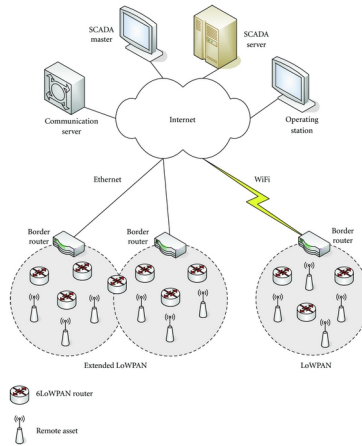 SCADA
master
SCADA
server
Communication
server
Internet
Operating
station
Ethernet
WiFi
Border
router
Border
router
Border
router
Extended LoWPAN
LoWPAN
6LoWPAN router
Remote asset